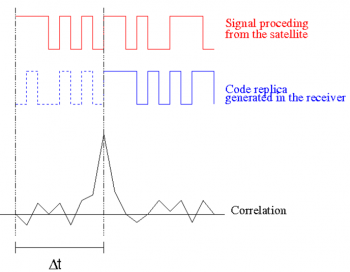 Signal proceding
from the satellite
Code replica
generated in the receiver
Correlation
Δt